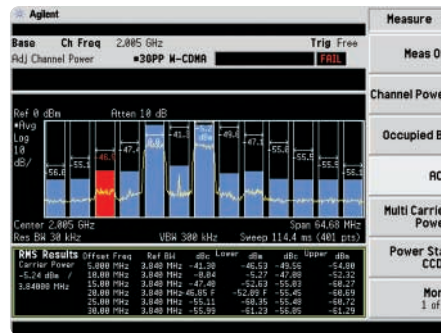 Agilent
Measure
Base Ch Freq 2.005 GHz Trig Free
Adj Channel Power 3GPP W-CDMA FAIL
Meas O
Channel Powe
Ref 0 dBm Atten 10 dB
#Avg
Log
10
dB/
Occupied B
AC
Multi Carrie
Powe
Center 2.005 GHz Span 64.68 MHz
Res BW 30 kHz VBW 300 kHz Sweep 114.4 ms (401 pts)
Power Sta
CCD
RMS Results Offset Freq Ref BW dBc Lower dBm dBc Upper dBm
Carrier Power 5.000 MHz 3.840 MHz -41.30 -46.53 -49.56 -54.80
-5.24 dBm / 10.00 MHz 3.840 MHz -0.04 -5.27 -47.08 -52.32
3.84000 MHz 15.00 MHz 3.840 MHz -47.40 -52.63 -55.03 -60.27
20.00 MHz 3.840 MHz -46.85 F -52.09 F -55.45 -60.69
25.00 MHz 3.840 MHz -55.11 -60.35 -55.48 -60.72
30.00 MHz 3.840 MHz -55.99 -61.23 -56.05 -61.29
Mor
1 of